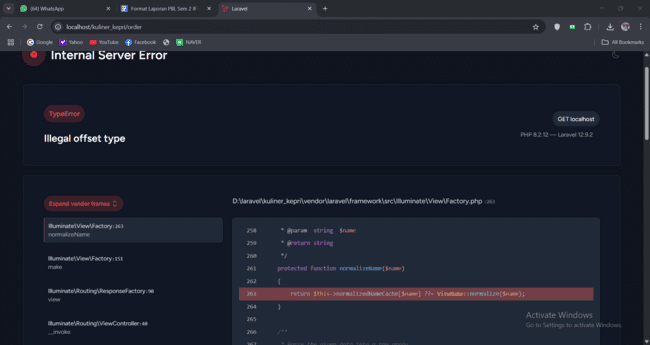 (64) WhatsApp
Format Laporan PBL Sem 2 IF
Laravel
localhost/kuliner_kepri/order
Google
Yahoo
YouTube
Facebook
NAVER
All Bookmarks
Internal Server Error
TypeError
Illegal offset type
GET localhost
PHP 8.2.12 — Laravel 12.9.2
Expand vendor frames
D:\laravel\kuliner_kepri\vendor\laravel\framework\src\Illuminate\View\Factory.php :263
Illuminate\View\Factory:263
normalizeName
Illuminate\View\Factory:151
make
Illuminate\Routing\ResponseFactory:90
view
Illuminate\Routing\ViewController:40
__invoke
258 * @param string $name
259 * @return string
260 */
261 protected function normalizeName($name)
262 {
263 return $this->normalizedNameCache[$name] ??= ViewName::normalize($name);
264 }
265
266 /**
267
Activate Windows
Go to Settings to activate Windows.